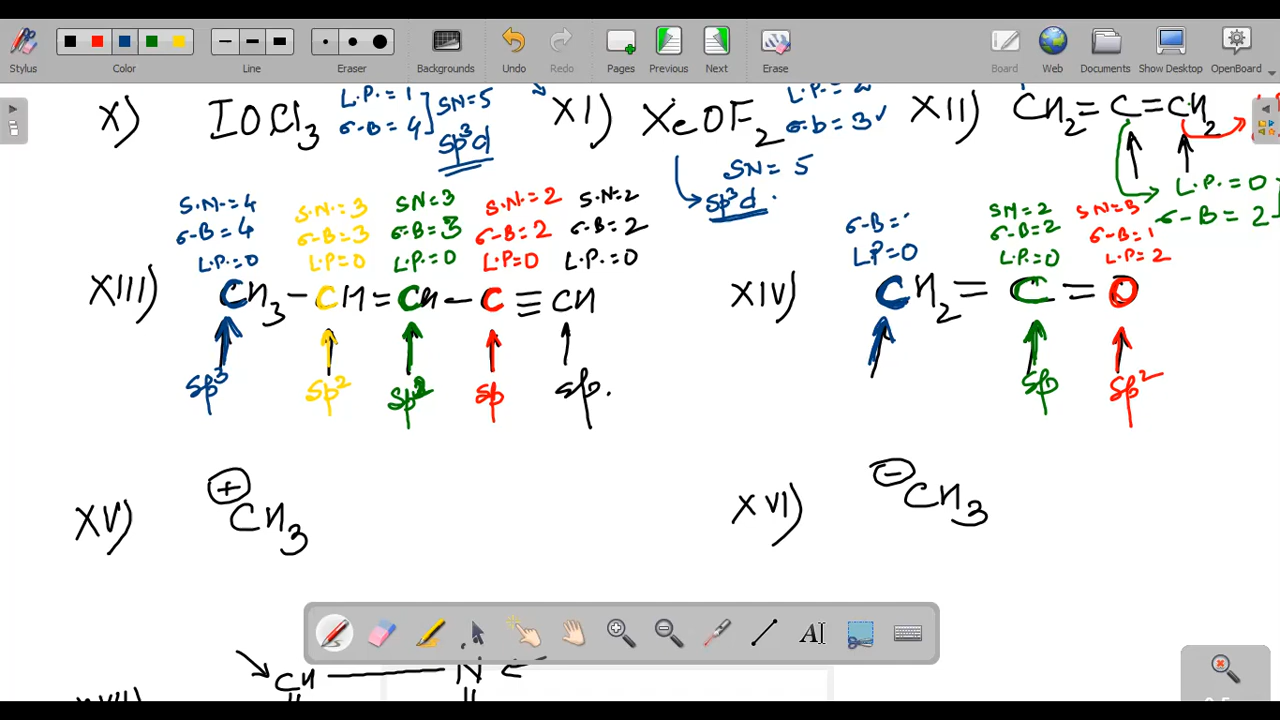 Stylus Color Line Eraser Backgrounds Undo Redo Pages Previous Next Erase Board Web Documents Show Desktop OpenBoard
X) IOCl3 L.P. = 1 σ-B = 4 SN=5 sp3d
XI) XeOF2 σ-b = 3 SN = 5 sp3d
XII) CH2=C=CH2 L.P. = 0 σ-B = 2
S.N. = 4 S.N. = 3 SN=3 S.N. = 2 S.N=2
σ-B = 4 σ-B=3 σ-B=3 σ-B=2 σ-B=2
L.P.=0 L.P=0 L.P=0 L.P=0 L.P.=0
XIII) CH3 – CH = CH – C ≡ CH
sp3 sp2 sp2 sp sp.
SN=2 SN=3
σ-B= σ-B=2 σ-B=1
LP=0 L.P=0 L.P=2
XIV) CH2 = C = O
sp sp2
XV) + CH3
XVI) – CH3
CH N